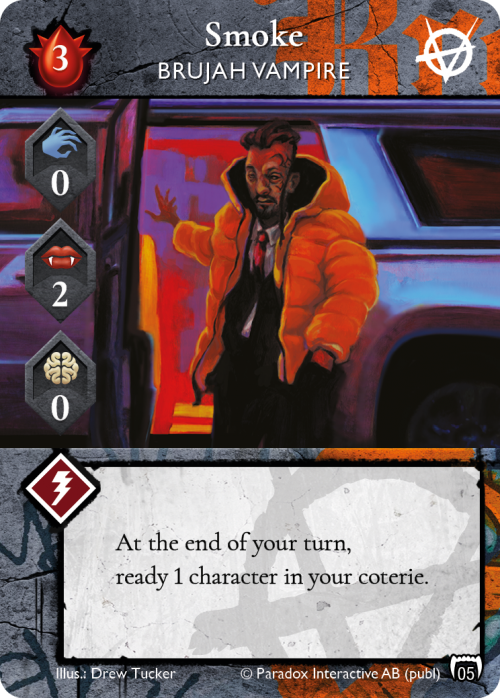 3
Smoke
BRUJAH VAMPIRE
0
2
0
At the end of your turn,
ready 1 character in your coterie.
Illus.: Drew Tucker
© Paradox Interactive AB (publ)
05